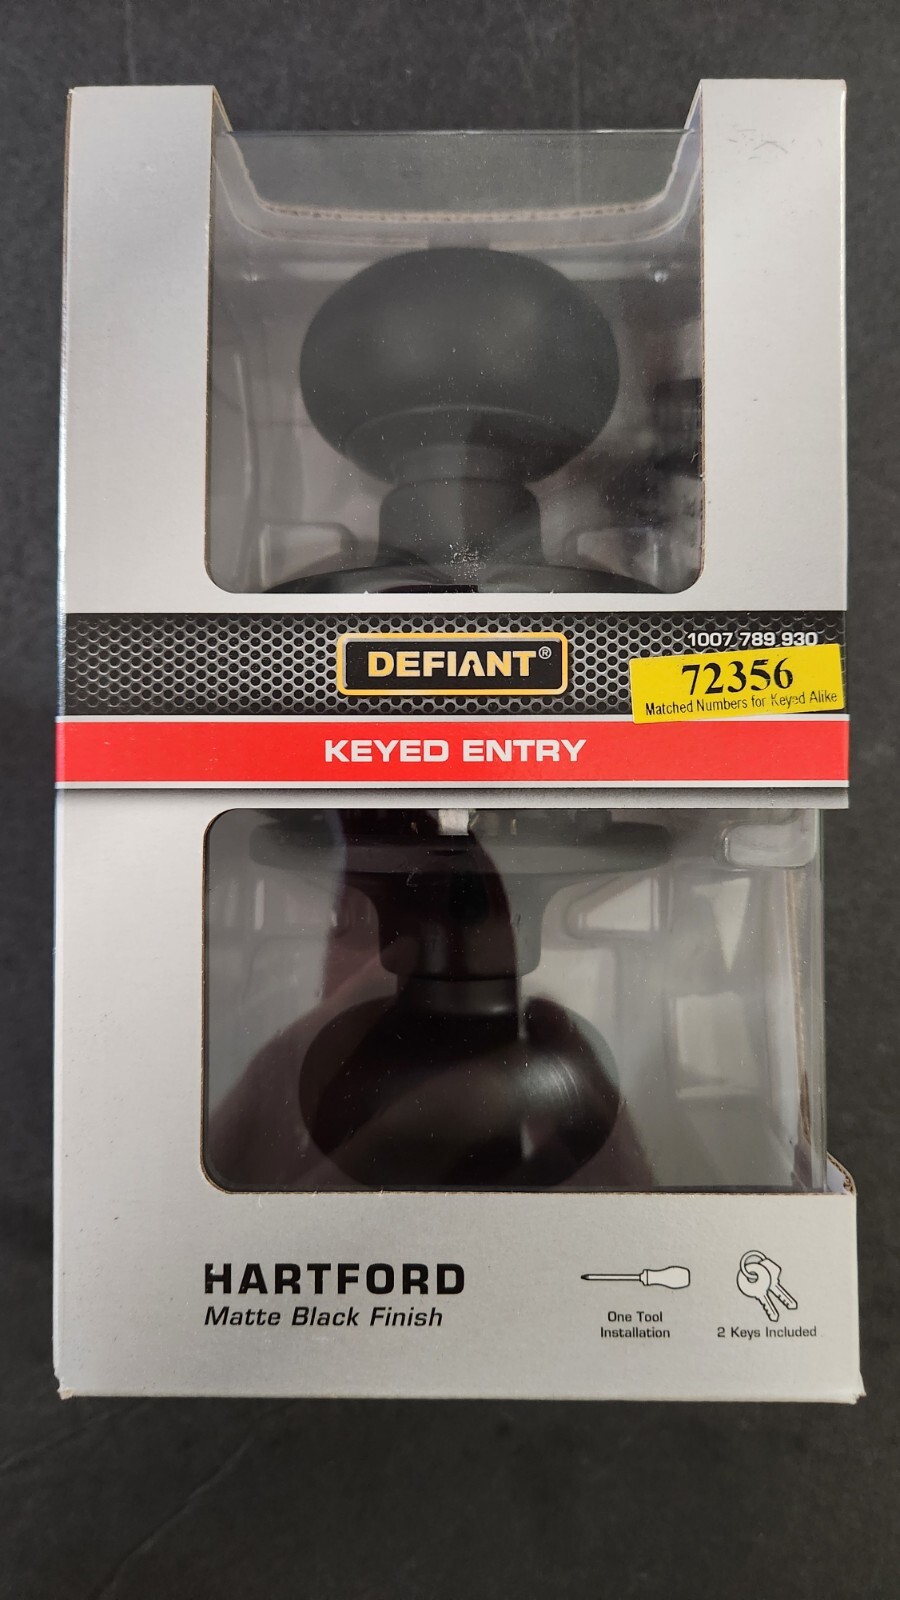 1007 789 930
DEFIANT®
72356
Matched Numbers for Keyed Alike
KEYED ENTRY
HARTFORD
Matte Black Finish
One Tool
Installation
2 Keys Included